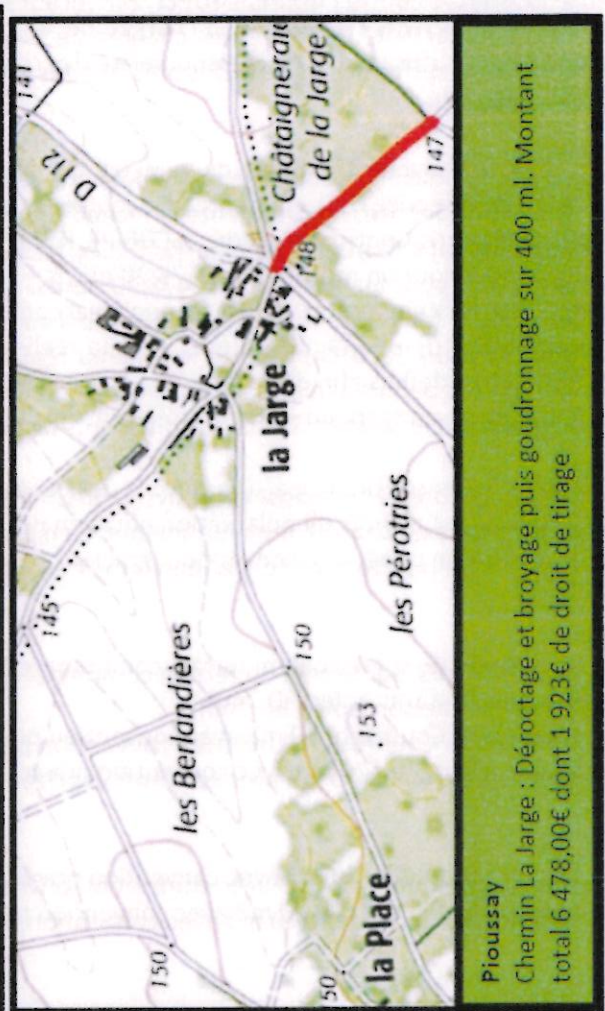 141
D 112
Châtaigneraie
de la Jarge
147
148
la Jarge
145
les Berlandières
les Pérotries
150
150
153
la Place
50
Pioussay
Chemin La Jarge : Déroctage et broyage puis goudronnage sur 400 ml. Montant
total 6 478,00€ dont 1 923€ de droit de tirage